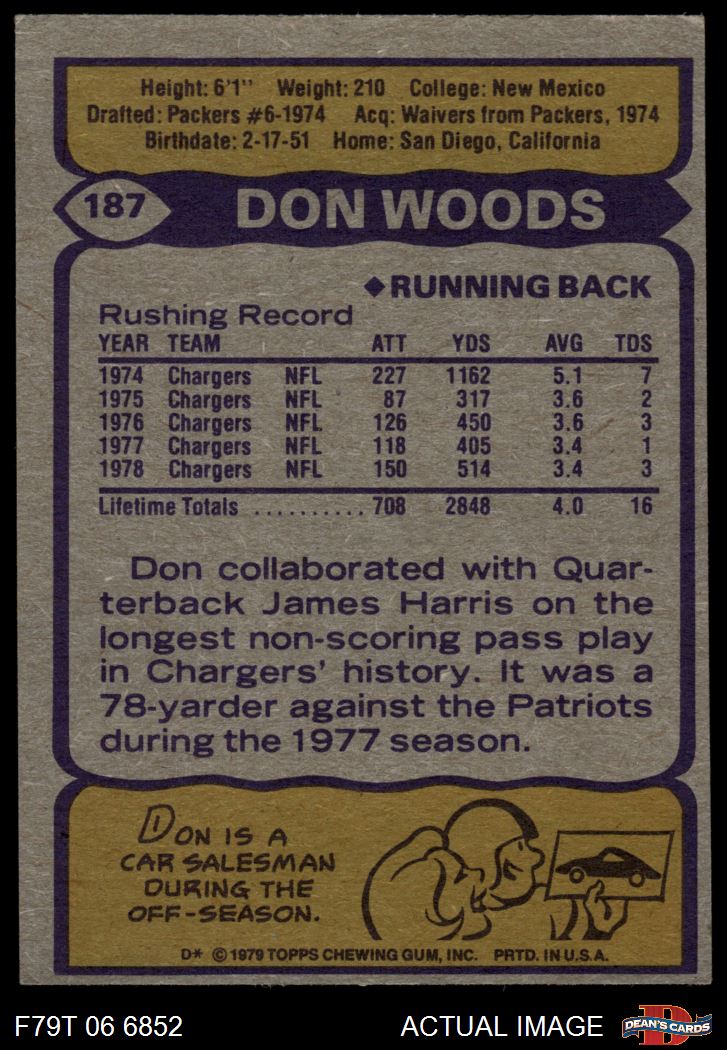 Height: 6'1" Weight: 210 College: New Mexico
Drafted: Packers #6-1974 Acq: Waivers from Packers, 1974
Birthdate: 2-17-51 Home: San Diego, California
187 DON WOODS
◆RUNNING BACK
Rushing Record
YEAR TEAM ATT YDS AVG TDS
1974 Chargers NFL 227 1162 5.1 7
1975 Chargers NFL 87 317 3.6 2
1976 Chargers NFL 126 450 3.6 3
1977 Chargers NFL 118 405 3.4 1
1978 Chargers NFL 150 514 3.4 3
Lifetime Totals .......... 708 2848 4.0 16
Don collaborated with Quar-
terback James Harris on the
longest non-scoring pass play
in Chargers' history. It was a
78-yarder against the Patriots
during the 1977 season.
DON IS A
CAR SALESMAN
DURING THE
OFF-SEASON.
D* © 1979 TOPPS CHEWING GUM, INC. PRTD. IN U.S.A.
F79T 06 6852 ACTUAL IMAGE D DEAN'S CARDS